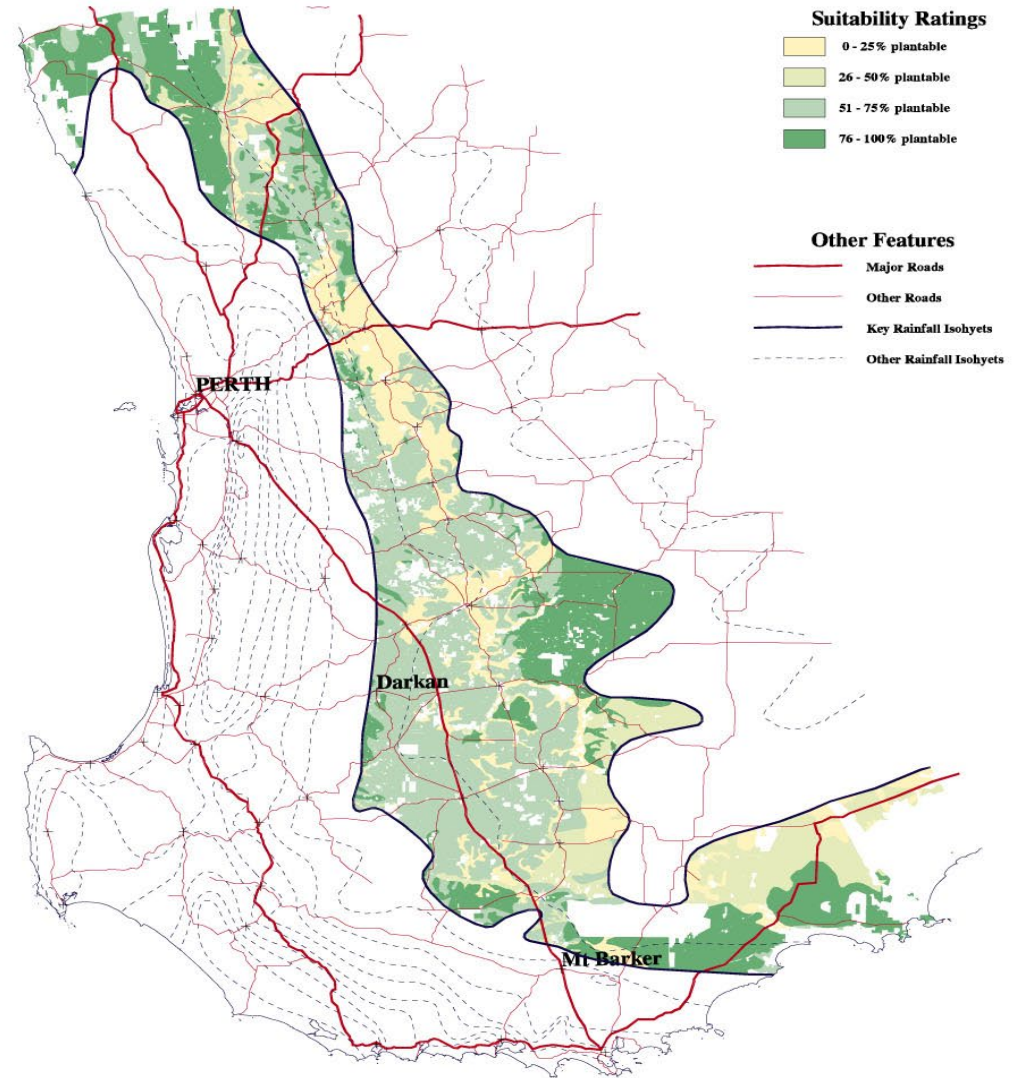 Suitability Ratings
0 - 25% plantable
26 - 50% plantable
51 - 75% plantable
76 - 100% plantable
Other Features
Major Roads
Other Roads
Key Rainfall Isohyets
Other Rainfall Isohyets
PERTH
Darkan
Mt Barker